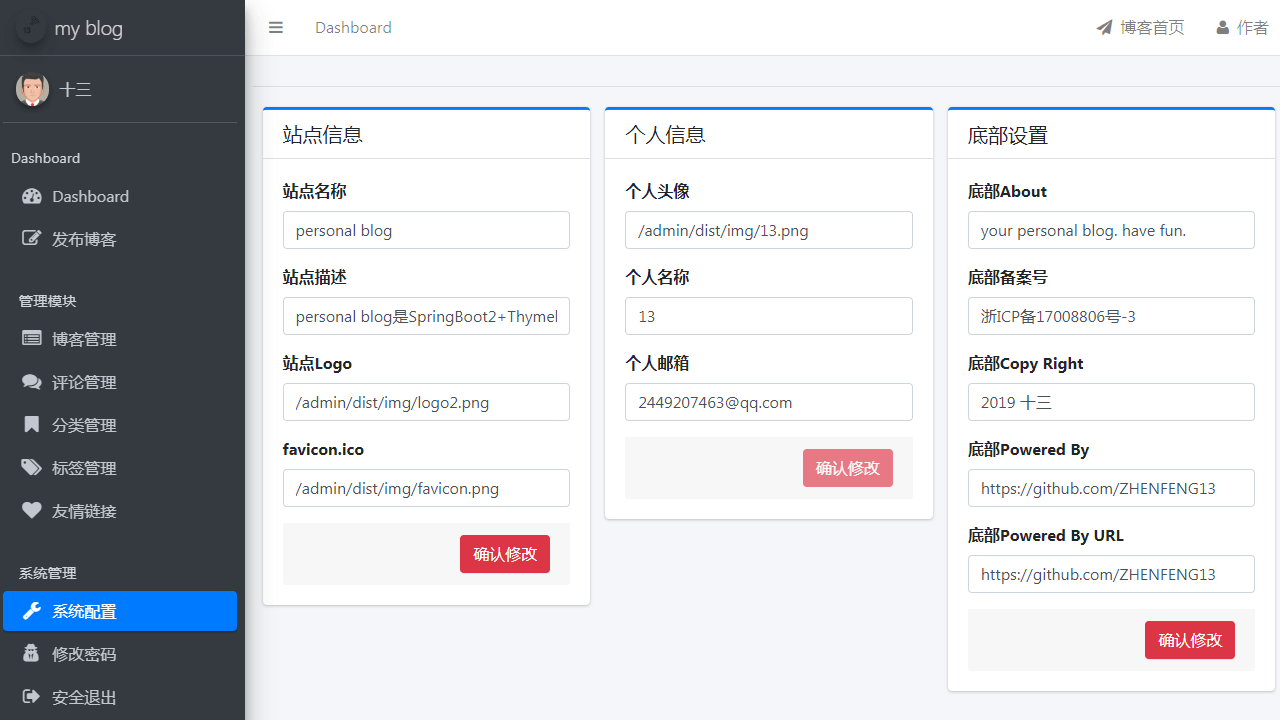 my blog
十三
Dashboard
Dashboard
发布博客
管理模块
博客管理
评论管理
分类管理
标签管理
友情链接
系统管理
系统配置
修改密码
安全退出
Dashboard
博客首页
作者
站点信息
站点名称
personal blog
站点描述
personal blog是SpringBoot2+Thymel
站点Logo
/admin/dist/img/logo2.png
favicon.ico
/admin/dist/img/favicon.png
确认修改
个人信息
个人头像
/admin/dist/img/13.png
个人名称
13
个人邮箱
2449207463@qq.com
确认修改
底部设置
底部About
your personal blog. have fun.
底部备案号
浙ICP备17008806号-3
底部Copy Right
2019 十三
底部Powered By
https://github.com/ZHENFENG13
底部Powered By URL
https://github.com/ZHENFENG13
确认修改